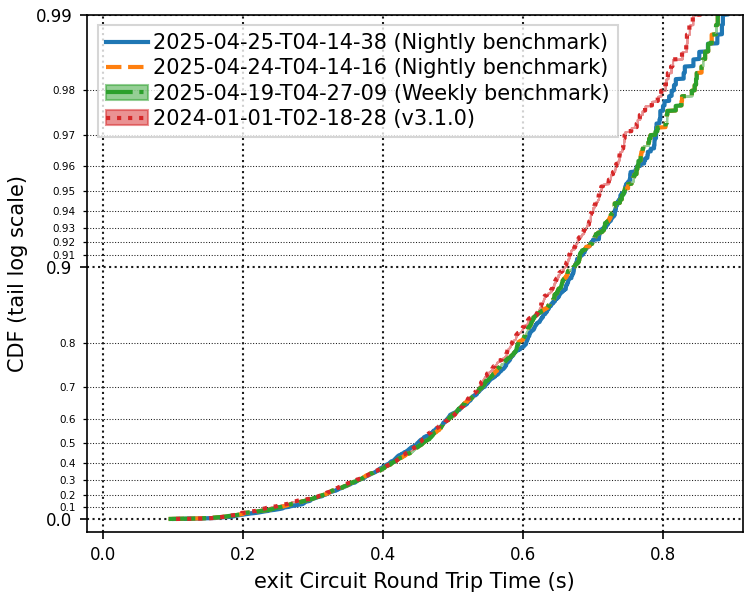 0.99
2025-04-25-T04-14-38 (Nightly benchmark)
2025-04-24-T04-14-16 (Nightly benchmark)
2025-04-19-T04-27-09 (Weekly benchmark)
2024-01-01-T02-18-28 (v3.1.0)
0.98
0.97
0.96
0.95
0.94
0.93
0.92
0.91
0.9
0.8
0.7
0.6
0.5
0.4
0.3
0.2
0.1
0.0
CDF (tail log scale)
0.0 0.2 0.4 0.6 0.8
exit Circuit Round Trip Time (s)